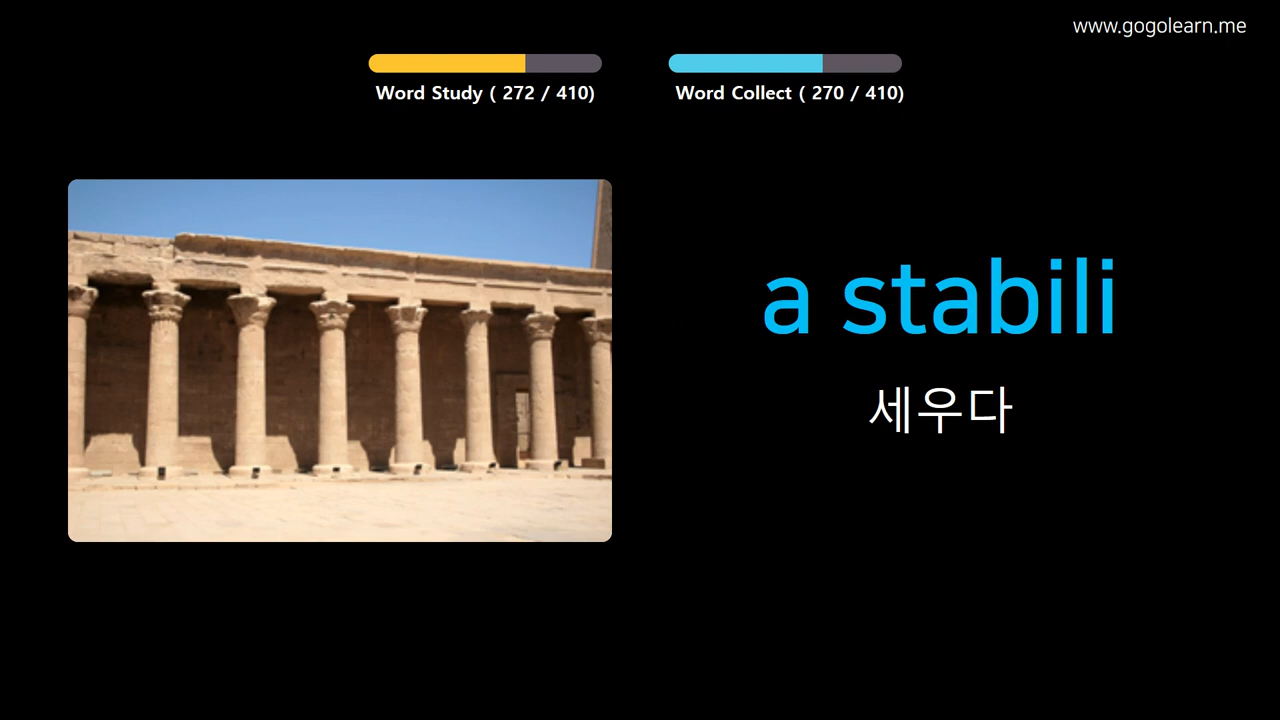 www.gogolearn.me
Word Study ( 272 / 410)
Word Collect ( 270 / 410)
a stabili
세우다